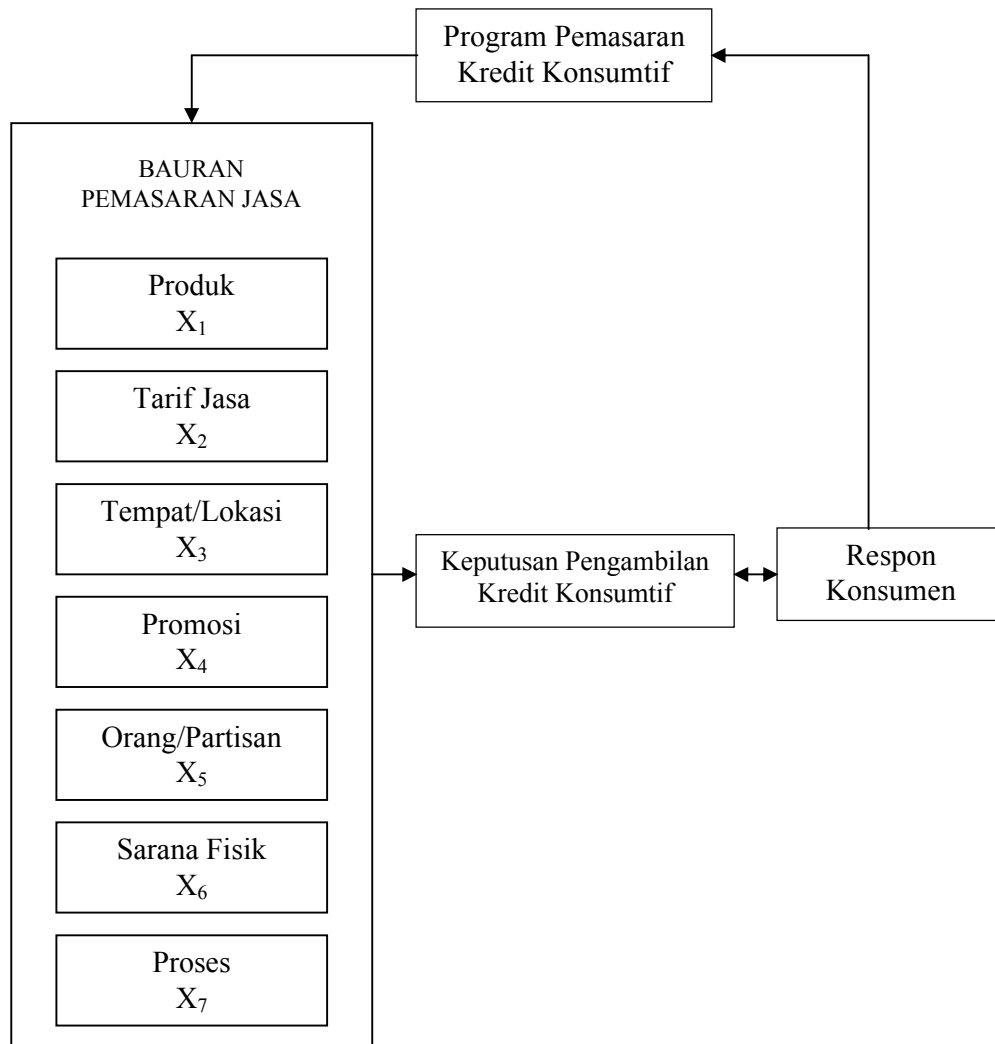 Program Pemasaran
Kredit Konsumtif
BAURAN
PEMASARAN JASA
Produk
X₁
Tarif Jasa
X₂
Tempat/Lokasi
X₃
Promosi
X₄
Orang/Partisan
X₅
Sarana Fisik
X₆
Proses
X₇
Keputusan Pengambilan
Kredit Konsumtif
Respon
Konsumen